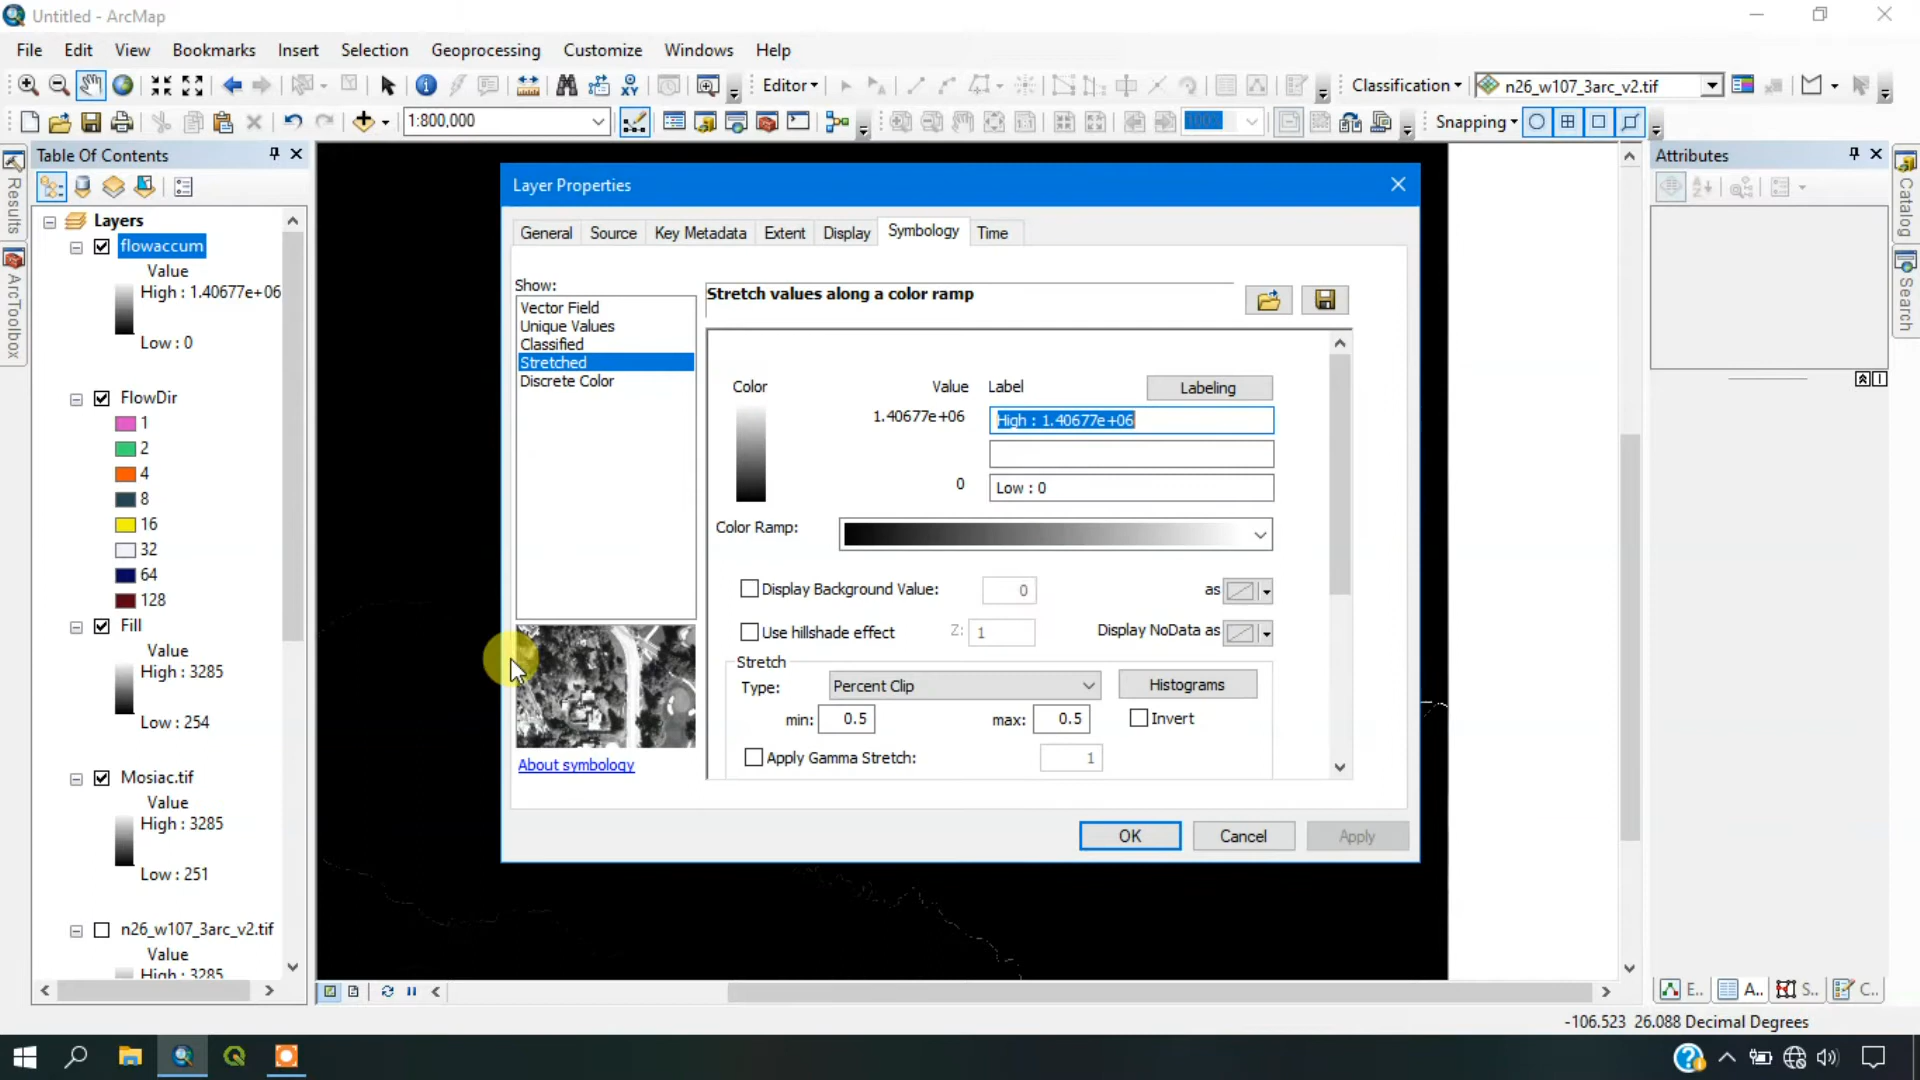 Untitled - ArcMap
File Edit View Bookmarks Insert Selection Geoprocessing Customize Windows Help
Editor Classification n26_w107_3arc_v2.tif
1:800,000 Snapping
Table Of Contents
Attributes
Results
ArcToolbox
Catalog
Search
Layers
flowaccum
Value
High : 1.40677e+06
Low : 0
FlowDir
1
2
4
8
16
32
64
128
Fill
Value
High : 3285
Low : 254
Mosiac.tif
Value
High : 3285
Low : 251
n26_w107_3arc_v2.tif
Value
High : 3285
Layer Properties
General Source Key Metadata Extent Display Symbology Time
Show:
Vector Field
Unique Values
Classified
Stretched
Discrete Color
About symbology
Stretch values along a color ramp
Color Value Label Labeling
1.40677e+06 High : 1.40677e+06
0 Low : 0
Color Ramp:
Display Background Value: 0 as
Use hillshade effect Z: 1 Display NoData as
Stretch
Type: Percent Clip Histograms
min: 0.5 max: 0.5 Invert
Apply Gamma Stretch: 1
OK Cancel Apply
E.. A.. S.. C..
-106.523 26.088 Decimal Degrees